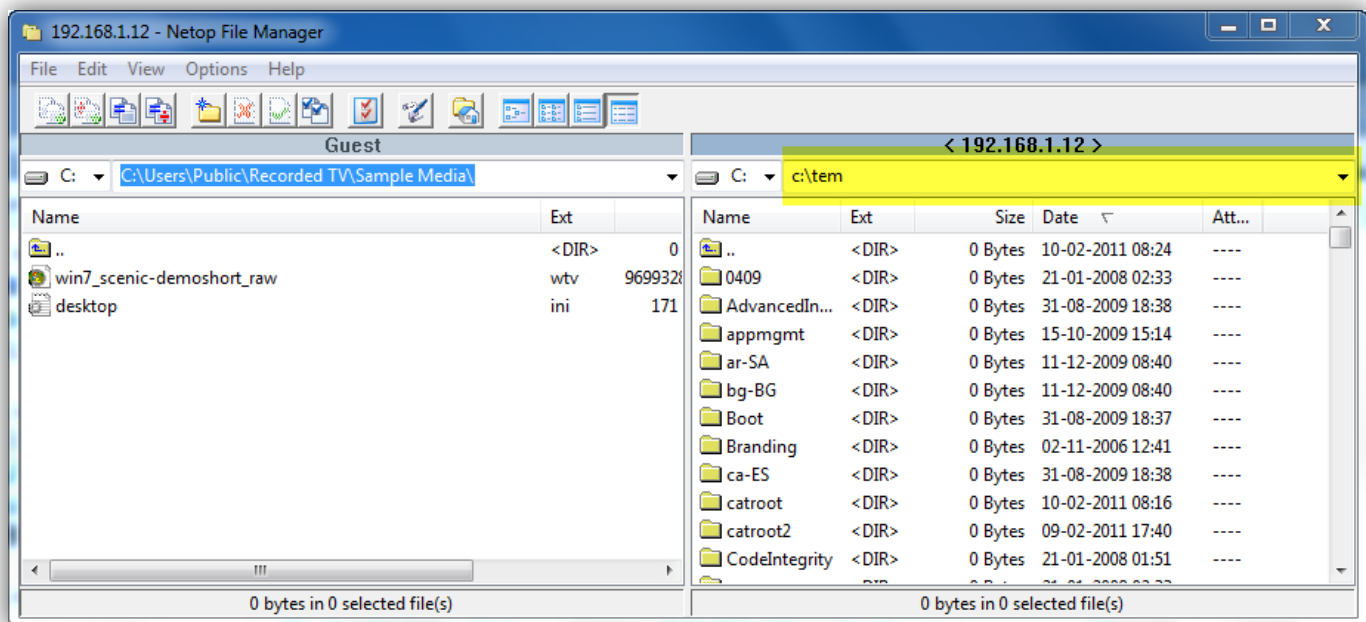 192.168.1.12 - Netop File Manager
File Edit View Options Help
Guest
< 192.168.1.12 >
C: C:\Users\Public\Recorded TV\Sample Media\
C: c:\tem
Name Ext
Name Ext Size Date Att...
.. <DIR> 0
win7_scenic-demoshort_raw wtv 9699328
desktop ini 171
.. <DIR> 0 Bytes 10-02-2011 08:24 ----
0409 <DIR> 0 Bytes 21-01-2008 02:33 ----
AdvancedIn... <DIR> 0 Bytes 31-08-2009 18:38 ----
appmgmt <DIR> 0 Bytes 15-10-2009 15:14 ----
ar-SA <DIR> 0 Bytes 11-12-2009 08:40 ----
bg-BG <DIR> 0 Bytes 11-12-2009 08:40 ----
Boot <DIR> 0 Bytes 31-08-2009 18:37 ----
Branding <DIR> 0 Bytes 02-11-2006 12:41 ----
ca-ES <DIR> 0 Bytes 31-08-2009 18:38 ----
catroot <DIR> 0 Bytes 10-02-2011 08:16 ----
catroot2 <DIR> 0 Bytes 09-02-2011 17:40 ----
CodeIntegrity <DIR> 0 Bytes 21-01-2008 01:51 ----
0 bytes in 0 selected file(s)
0 bytes in 0 selected file(s)